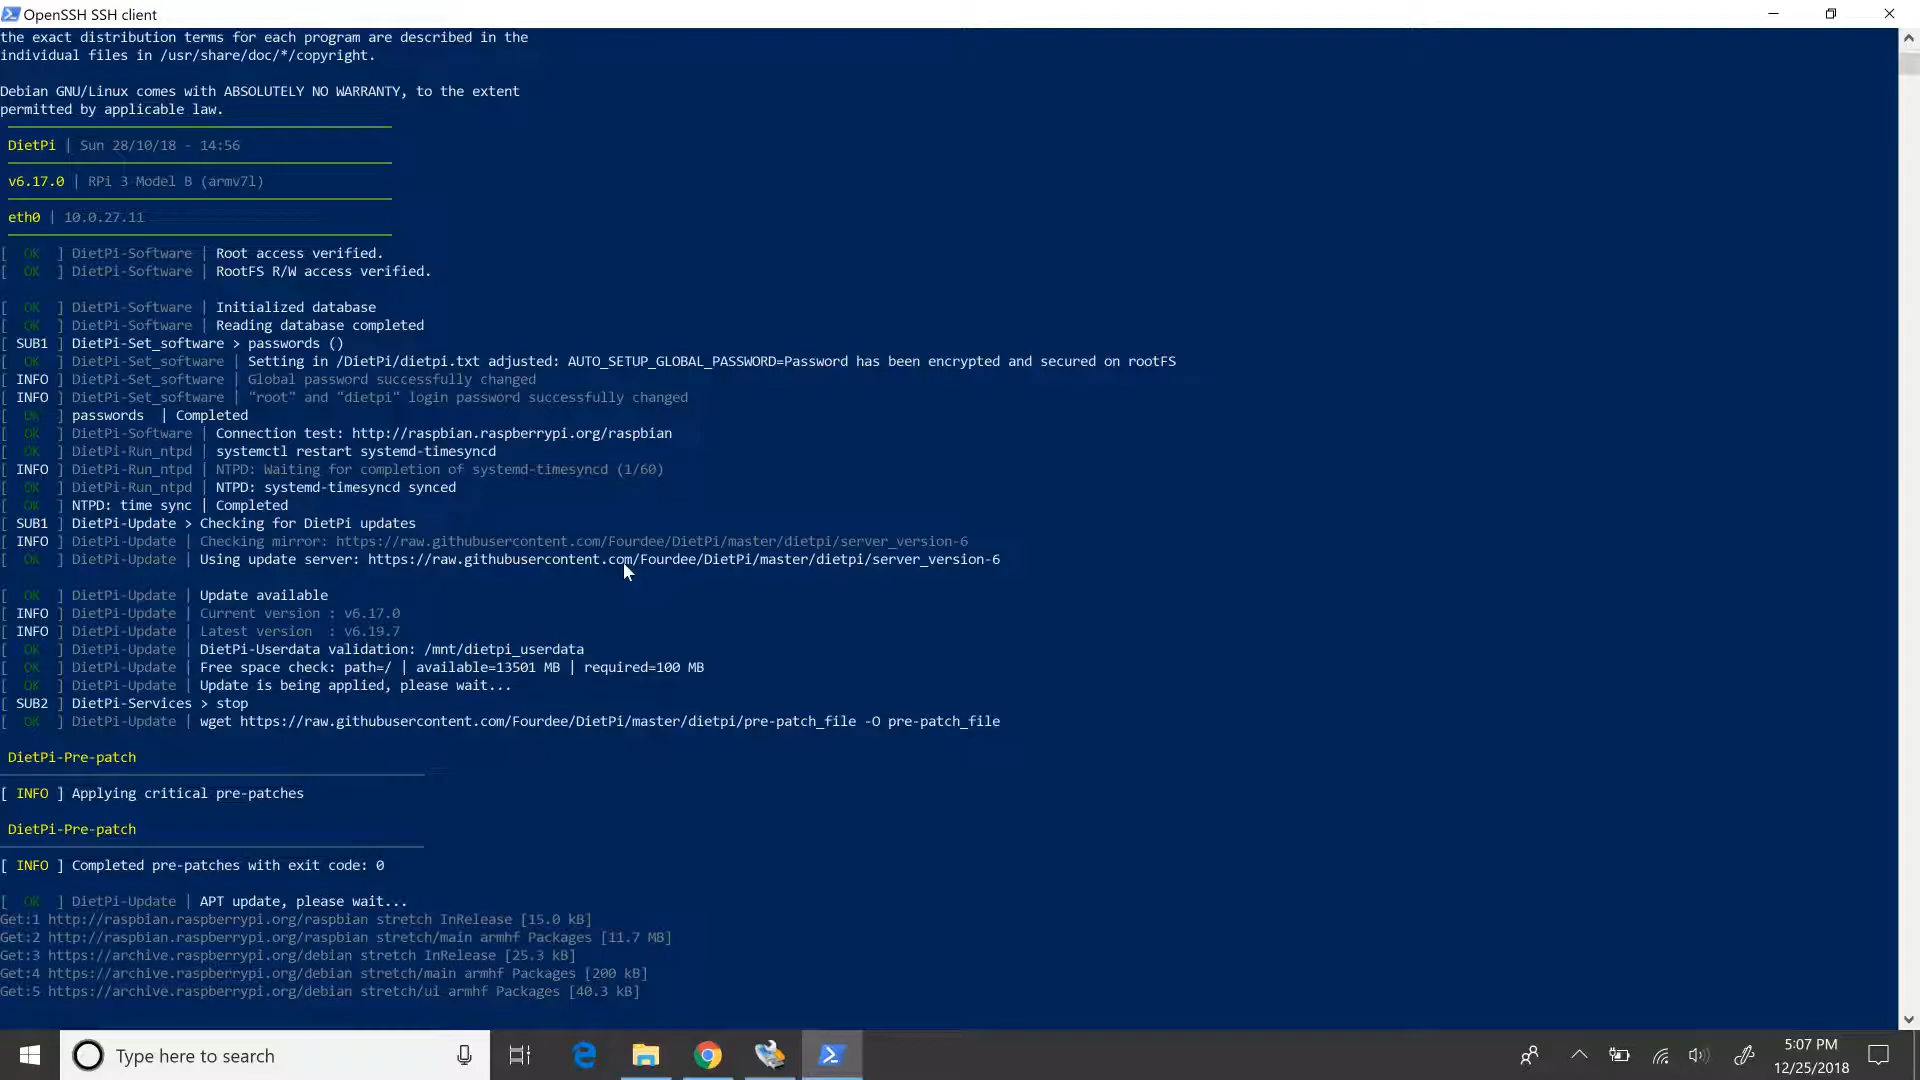 OpenSSH SSH client
the exact distribution terms for each program are described in the
individual files in /usr/share/doc/*/copyright.
Debian GNU/Linux comes with ABSOLUTELY NO WARRANTY, to the extent
permitted by applicable law.
DietPi | Sun 28/10/18 - 14:56
v6.17.0 | RPi 3 Model B (armv7l)
eth0 | 10.0.27.11
[ OK ] DietPi-Software | Root access verified.
[ OK ] DietPi-Software | RootFS R/W access verified.
[ OK ] DietPi-Software | Initialized database
[ OK ] DietPi-Software | Reading database completed
[ SUB1 ] DietPi-Set_software > passwords ()
[ OK ] DietPi-Set_software | Setting in /DietPi/dietpi.txt adjusted: AUTO_SETUP_GLOBAL_PASSWORD=Password has been encrypted and secured on rootFS
[ INFO ] DietPi-Set_software | Global password successfully changed
[ INFO ] DietPi-Set_software | "root" and "dietpi" login password successfully changed
[ OK ] passwords | Completed
[ OK ] DietPi-Software | Connection test: http://raspbian.raspberrypi.org/raspbian
[ OK ] DietPi-Run_ntpd | systemctl restart systemd-timesyncd
[ INFO ] DietPi-Run_ntpd | NTPD: Waiting for completion of systemd-timesyncd (1/60)
[ OK ] DietPi-Run_ntpd | NTPD: systemd-timesyncd synced
[ OK ] NTPD: time sync | Completed
[ SUB1 ] DietPi-Update > Checking for DietPi updates
[ INFO ] DietPi-Update | Checking mirror: https://raw.githubusercontent.com/Fourdee/DietPi/master/dietpi/server_version-6
[ OK ] DietPi-Update | Using update server: https://raw.githubusercontent.com/Fourdee/DietPi/master/dietpi/server_version-6
[ OK ] DietPi-Update | Update available
[ INFO ] DietPi-Update | Current version : v6.17.0
[ INFO ] DietPi-Update | Latest version : v6.19.7
[ OK ] DietPi-Update | DietPi-Userdata validation: /mnt/dietpi_userdata
[ OK ] DietPi-Update | Free space check: path=/ | available=13501 MB | required=100 MB
[ OK ] DietPi-Update | Update is being applied, please wait...
[ SUB2 ] DietPi-Services > stop
[ OK ] DietPi-Update | wget https://raw.githubusercontent.com/Fourdee/DietPi/master/dietpi/pre-patch_file -O pre-patch_file
DietPi-Pre-patch
[ INFO ] Applying critical pre-patches
DietPi-Pre-patch
[ INFO ] Completed pre-patches with exit code: 0
[ OK ] DietPi-Update | APT update, please wait...
Get:1 http://raspbian.raspberrypi.org/raspbian stretch InRelease [15.0 kB]
Get:2 http://raspbian.raspberrypi.org/raspbian stretch/main armhf Packages [11.7 MB]
Get:3 https://archive.raspberrypi.org/debian stretch InRelease [25.3 kB]
Get:4 https://archive.raspberrypi.org/debian stretch/main armhf Packages [200 kB]
Get:5 https://archive.raspberrypi.org/debian stretch/ui armhf Packages [40.3 kB]
Type here to search
5:07 PM
12/25/2018